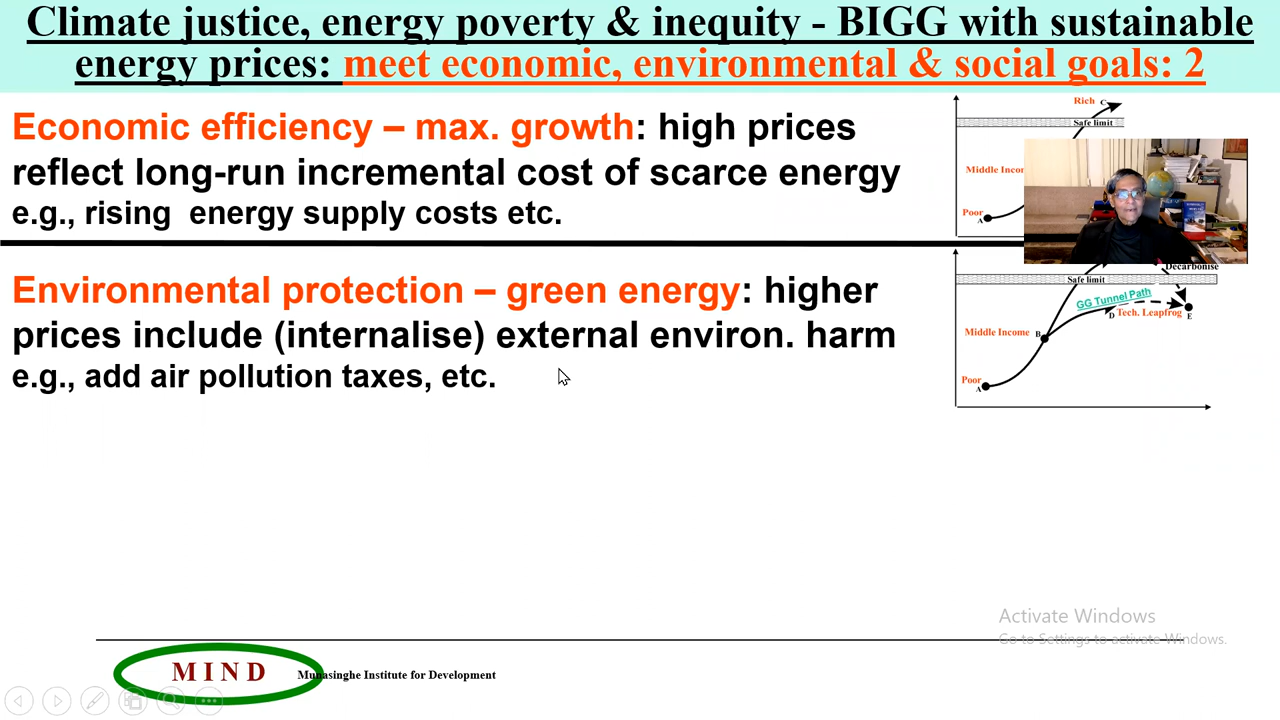 Climate justice, energy poverty & inequity - BIGG with sustainable
energy prices: meet economic, environmental & social goals: 2
Economic efficiency – max. growth: high prices
reflect long-run incremental cost of scarce energy
e.g., rising energy supply costs etc.
Rich C
Safe limit
Middle
Poor
A
Environmental protection – green energy: higher
prices include (internalise) external environ. harm
e.g., add air pollution taxes, etc.
Decarbonise
Safe limit
GG Tunnel Path
D Tech. Leapfrog E
Middle Income B
Poor
A
Activate Windows
Go to Settings to activate Windows.
MIND
Munasinghe Institute for Development